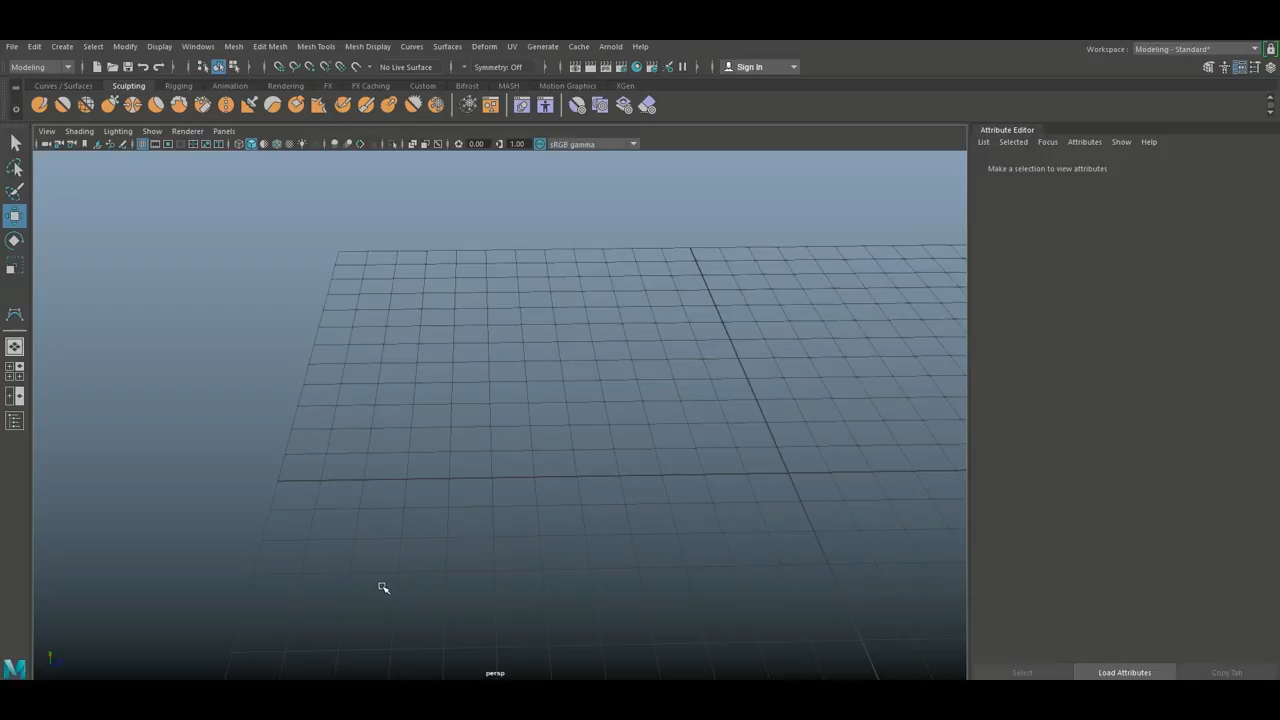 File Edit Create Select Modify Display Windows Mesh Edit Mesh Mesh Tools Mesh Display Curves Surfaces Deform UV Generate Cache Arnold Help
Workspace : Modeling - Standard*
Modeling No Live Surface Symmetry: Off Sign In
Curves / Surfaces Sculpting Rigging Animation Rendering FX FX Caching Custom Bifrost MASH Motion Graphics XGen
View Shading Lighting Show Renderer Panels
0.00 1.00 sRGB gamma
Attribute Editor
List Selected Focus Attributes Show Help
Make a selection to view attributes
persp
Select Load Attributes Copy Tab